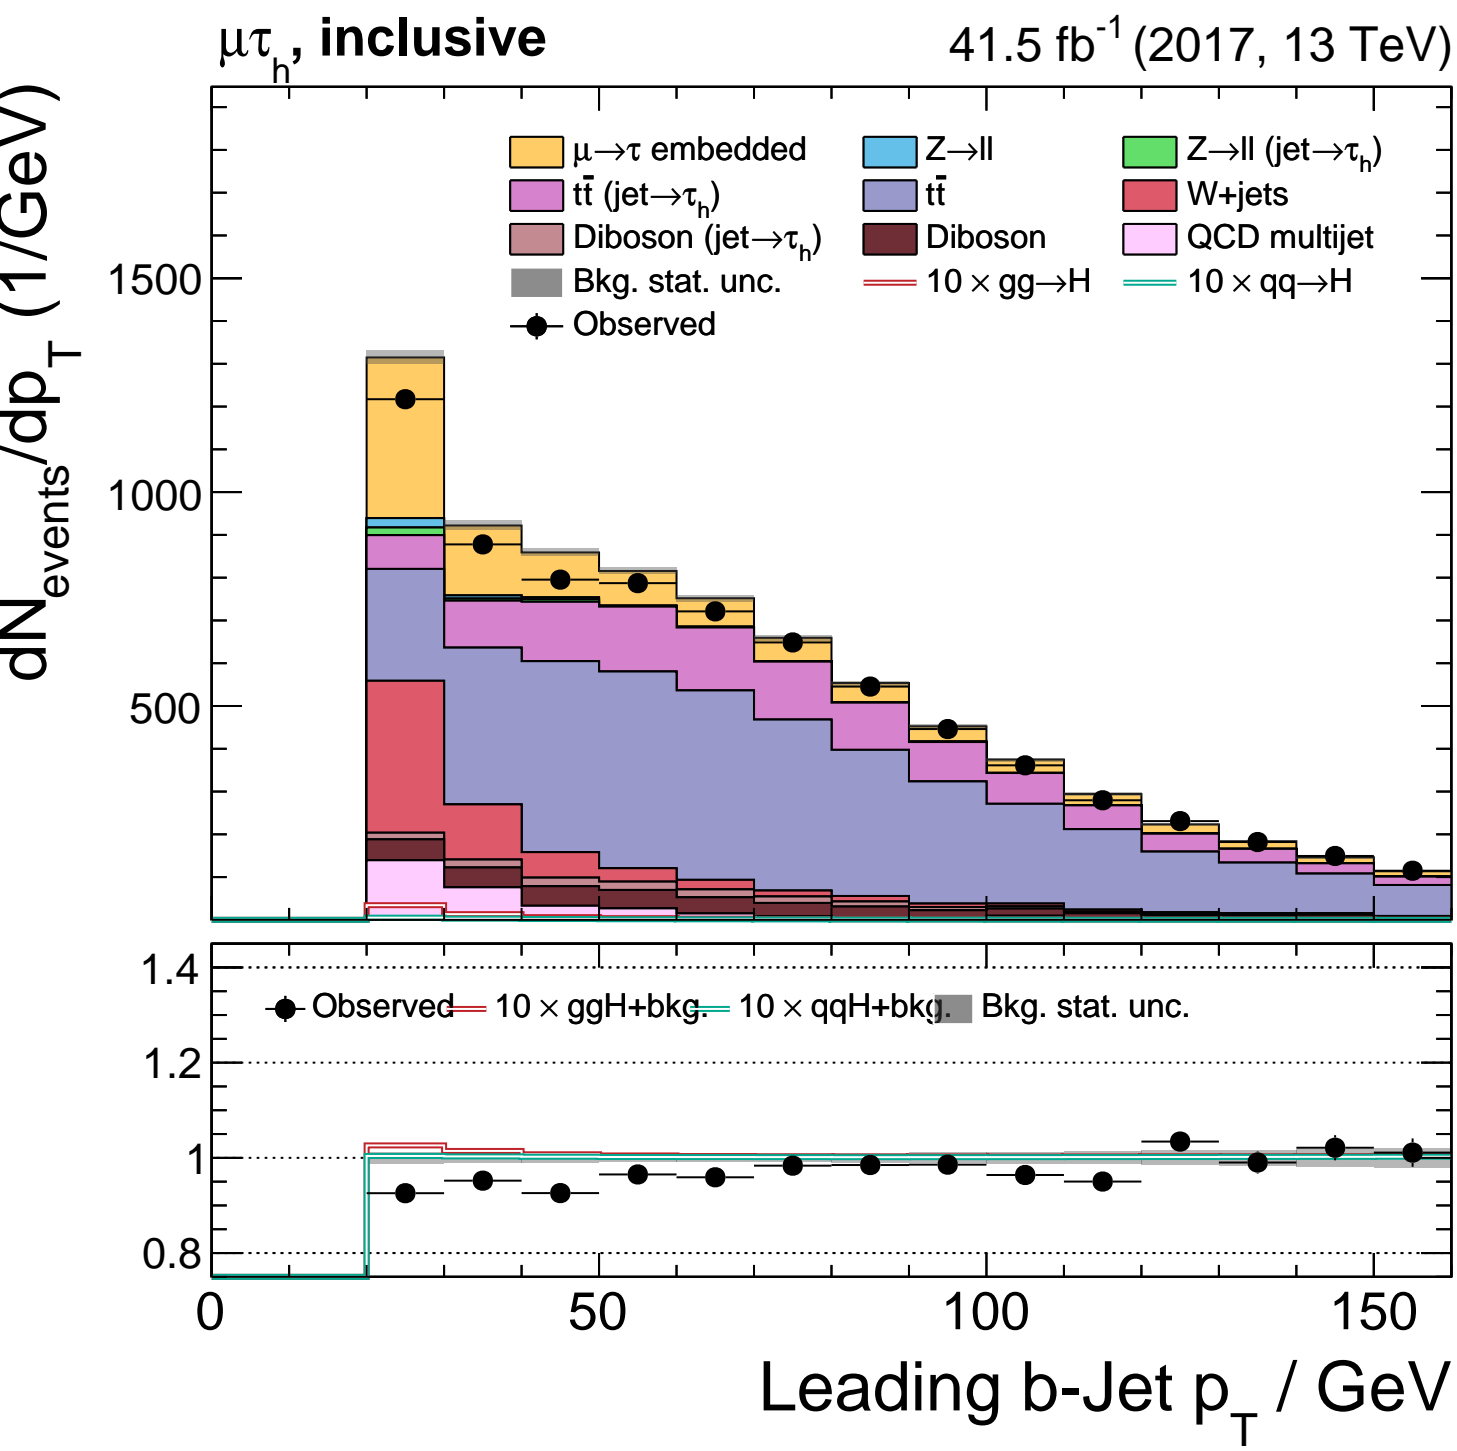 μτh, inclusive
41.5 fb-1 (2017, 13 TeV)
dNevents/dpT (1/GeV)
μ→τ embedded
Z→ll
Z→ll (jet→τh)
tt̄ (jet→τh)
tt̄
W+jets
Diboson (jet→τh)
Diboson
QCD multijet
Bkg. stat. unc.
10 × gg→H
10 × qq→H
Observed
1500
1000
500
1.4
Observed
10 × ggH+bkg.
10 × qqH+bkg.
Bkg. stat. unc.
1.2
1
0.8
0
50
100
150
Leading b-Jet pT / GeV